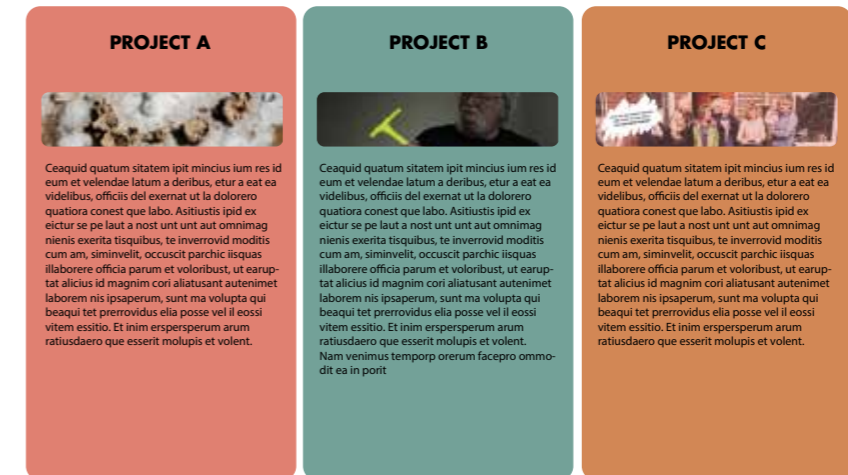 PROJECT A
Ceaquid quatum sitatem ipit mincius ium res id
eum et velendae latum a deribus, etur a eat ea
videlibus, officiis del exernat ut la dolorero
quatiora conest que labo. Asitiustis ipid ex
eictur se pe laut a nost unt unt aut omnimag
nienis exerita tisquibus, te inverrovid moditis
cum am, siminvelit, occuscit parchic iisquas
illaborere officia parum et voloribust, ut earup-
tat alicius id magnim cori aliatusant autenimet
laborem nis ipsaperum, sunt ma volupta qui
beaqui tet prerrovidus elia posse vel il eossi
vitem essitio. Et inim erspersperum arum
ratiusdaero que esserit molupis et volent.
PROJECT B
Ceaquid quatum sitatem ipit mincius ium res id
eum et velendae latum a deribus, etur a eat ea
videlibus, officiis del exernat ut la dolorero
quatiora conest que labo. Asitiustis ipid ex
eictur se pe laut a nost unt unt aut omnimag
nienis exerita tisquibus, te inverrovid moditis
cum am, siminvelit, occuscit parchic iisquas
illaborere officia parum et voloribust, ut earup-
tat alicius id magnim cori aliatusant autenimet
laborem nis ipsaperum, sunt ma volupta qui
beaqui tet prerrovidus elia posse vel il eossi
vitem essitio. Et inim erspersperum arum
ratiusdaero que esserit molupis et volent.
Nam venimus temporp orerum facepro ommo-
dit ea in porit
PROJECT C
Ceaquid quatum sitatem ipit mincius ium res id
eum et velendae latum a deribus, etur a eat ea
videlibus, officiis del exernat ut la dolorero
quatiora conest que labo. Asitiustis ipid ex
eictur se pe laut a nost unt unt aut omnimag
nienis exerita tisquibus, te inverrovid moditis
cum am, siminvelit, occuscit parchic iisquas
illaborere officia parum et voloribust, ut earup-
tat alicius id magnim cori aliatusant autenimet
laborem nis ipsaperum, sunt ma volupta qui
beaqui tet prerrovidus elia posse vel il eossi
vitem essitio. Et inim erspersperum arum
ratiusdaero que esserit molupis et volent.